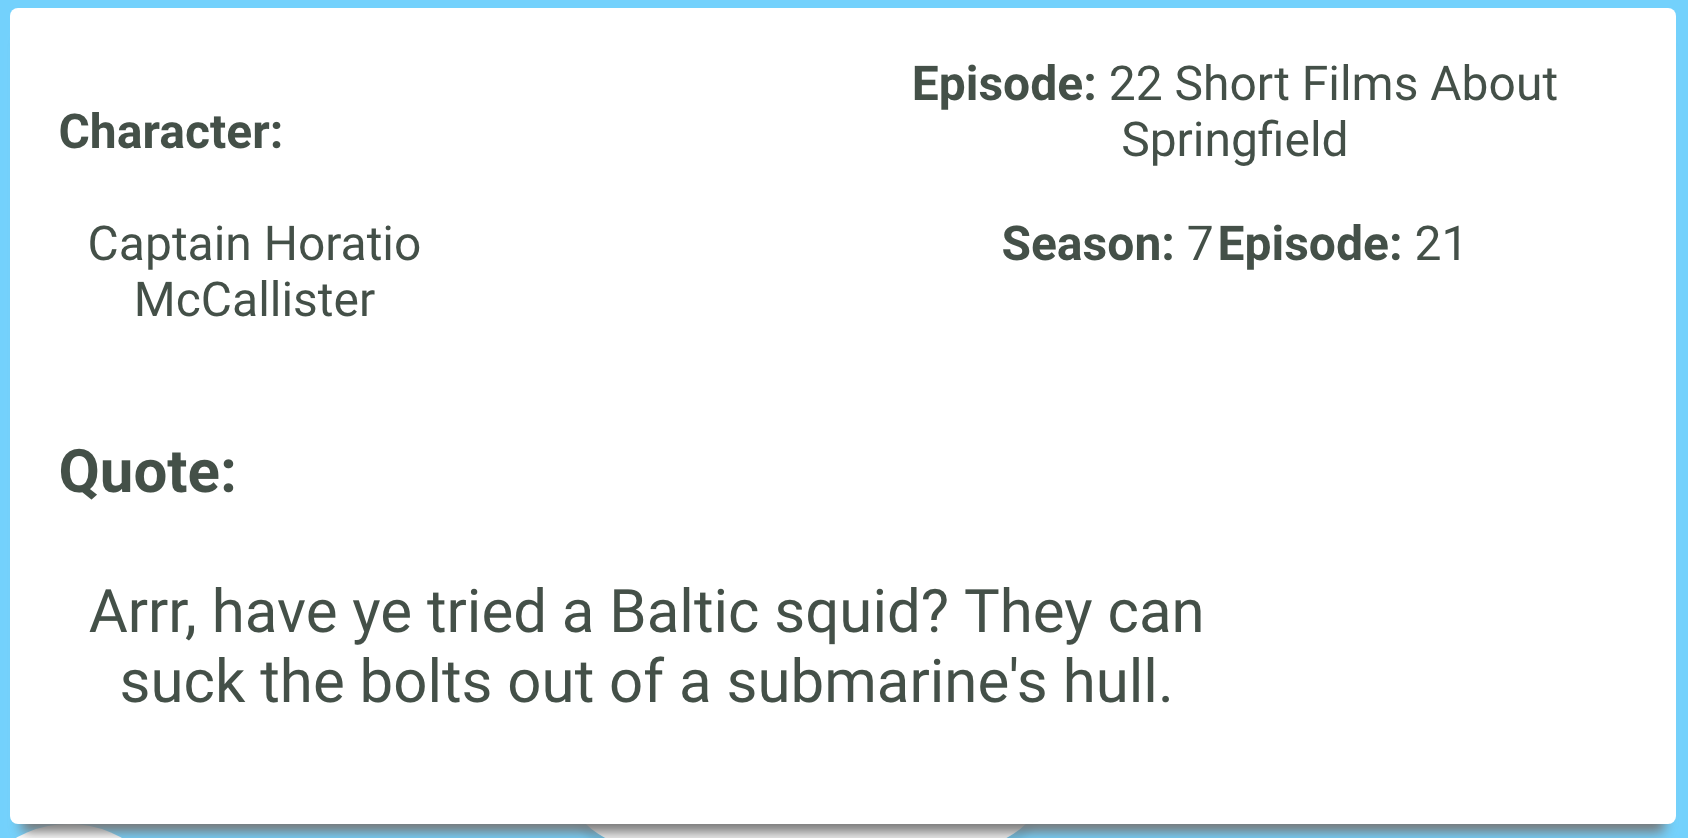 Character:
Captain Horatio
McCallister
Episode: 22 Short Films About
Springfield
Season: 7 Episode: 21
Quote:
Arrr, have ye tried a Baltic squid? They can
suck the bolts out of a submarine's hull.